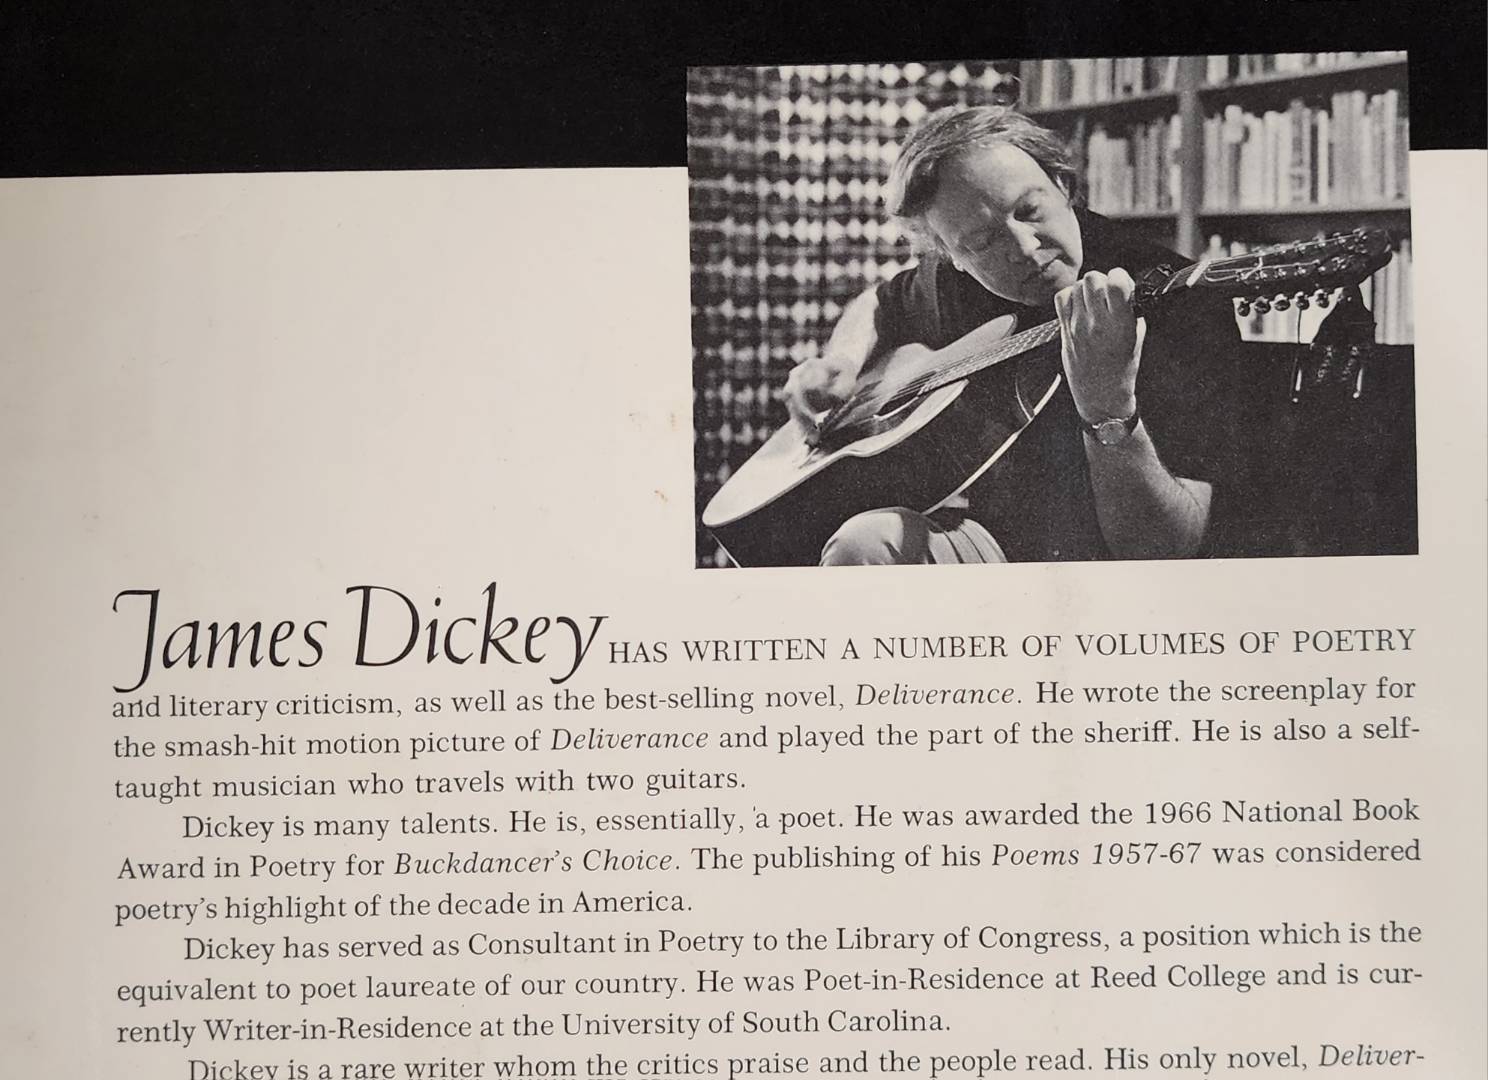 James Dickey HAS WRITTEN A NUMBER OF VOLUMES OF POETRY
and literary criticism, as well as the best-selling novel, Deliverance. He wrote the screenplay for
the smash-hit motion picture of Deliverance and played the part of the sheriff. He is also a self-
taught musician who travels with two guitars.
Dickey is many talents. He is, essentially, a poet. He was awarded the 1966 National Book
Award in Poetry for Buckdancer's Choice. The publishing of his Poems 1957-67 was considered
poetry's highlight of the decade in America.
Dickey has served as Consultant in Poetry to the Library of Congress, a position which is the
equivalent to poet laureate of our country. He was Poet-in-Residence at Reed College and is cur-
rently Writer-in-Residence at the University of South Carolina.
Dickey is a rare writer whom the critics praise and the people read. His only novel, Deliver-